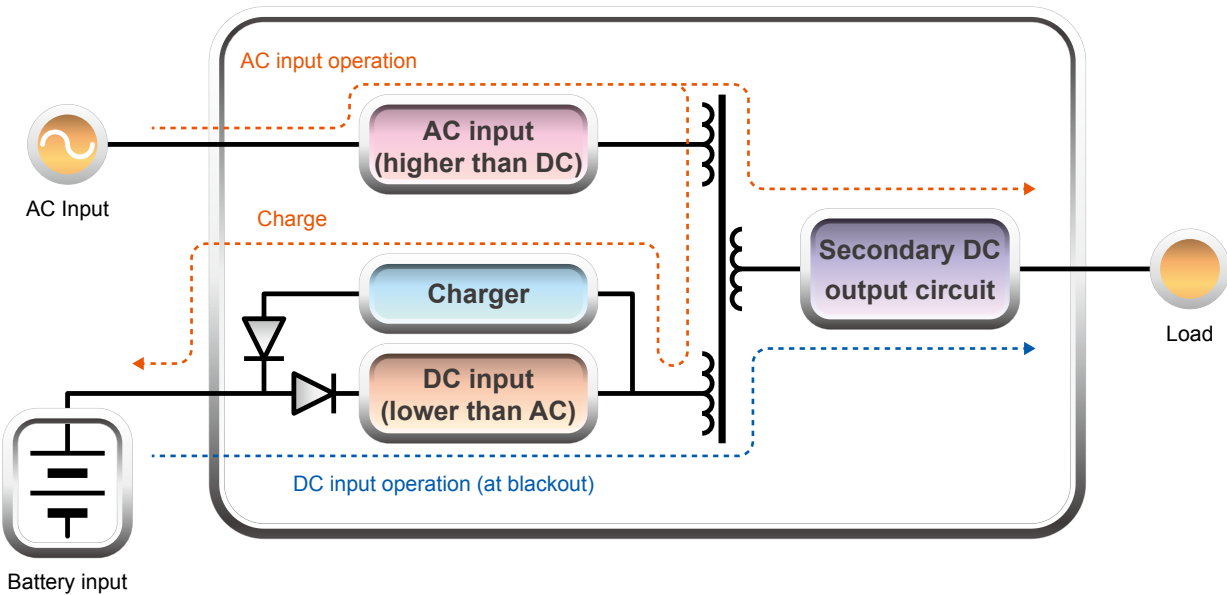 AC input operation
AC input
(higher than DC)
AC Input
Charge
Charger
Secondary DC
output circuit
Load
DC input
(lower than AC)
DC input operation (at blackout)
Battery input